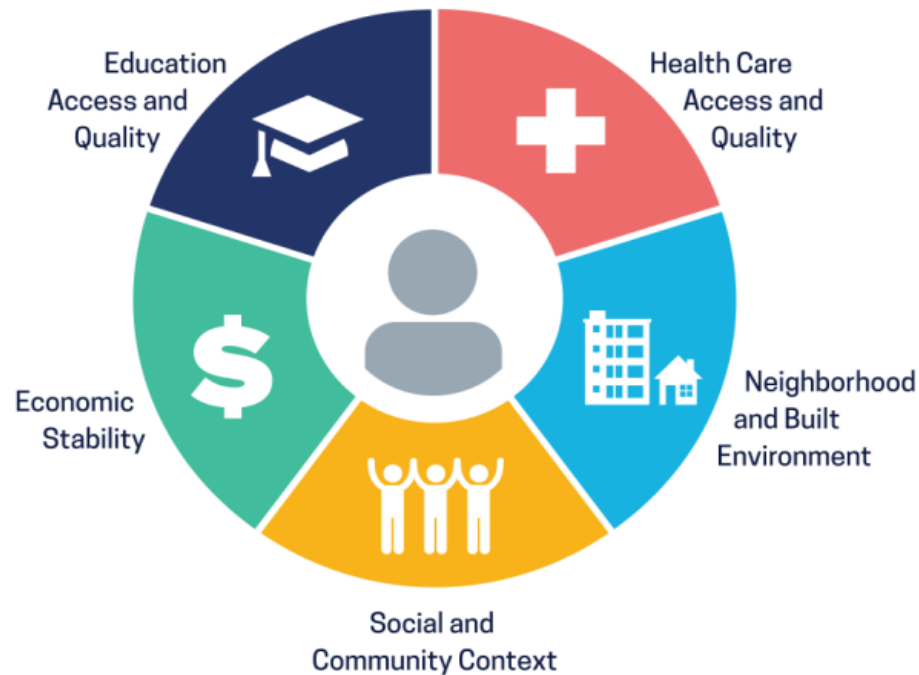 Education
Access and
Quality
Health Care
Access and
Quality
Economic
Stability
Neighborhood
and Built
Environment
Social and
Community Context